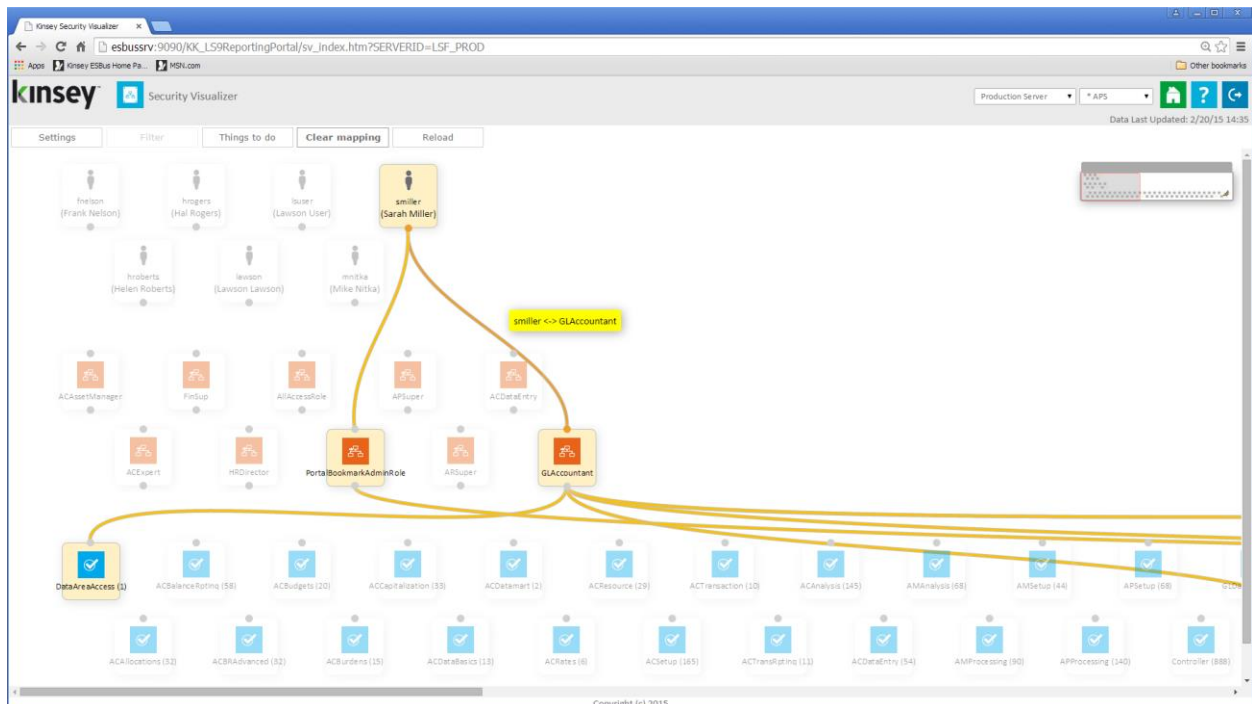 Kinsey Security Visualizer
esbussrv:9090/KK_LS9ReportingPortal/sv_index.htm?SERVERID=LSF_PROD
Apps Kinsey ESBus Home Pa... MSN.com Other bookmarks
kinsey Security Visualizer Production Server * APS
Data Last Updated: 2/20/15 14:35
Settings Filter Things to do Clear mapping Reload
fnelson hrogers lsuser smiller
(Frank Nelson) (Hal Rogers) (Lawson User) (Sarah Miller)
hroberts lawson mnitka
(Helen Roberts) (Lawson Lawson) (Mike Nitka)
smiller <-> GLAccountant
ACAssetManager FinSup AllAccessRole APSuper ACDataEntry
ACExpert HRDirector PortalBookmarkAdminRole ARSuper GLAccountant
DataAreaAccess (1) ACBalanceRptinq (58) ACBudgets (20) ACCapitalization (33) ACDatamart (2) ACResource (29) ACTransaction (10) ACAnalysis (145) AMAnalysis (68) AMSetup (44) APSetup (68)
ACAllocations (32) ACBRAdvanced (32) ACBurdens (15) ACDataBasics (13) ACRates (6) ACSetup (165) ACTransRptinq (11) ACDataEntry (54) AMProcessing (90) APProcessing (140) Controller (888)
Copyright (c) 2015